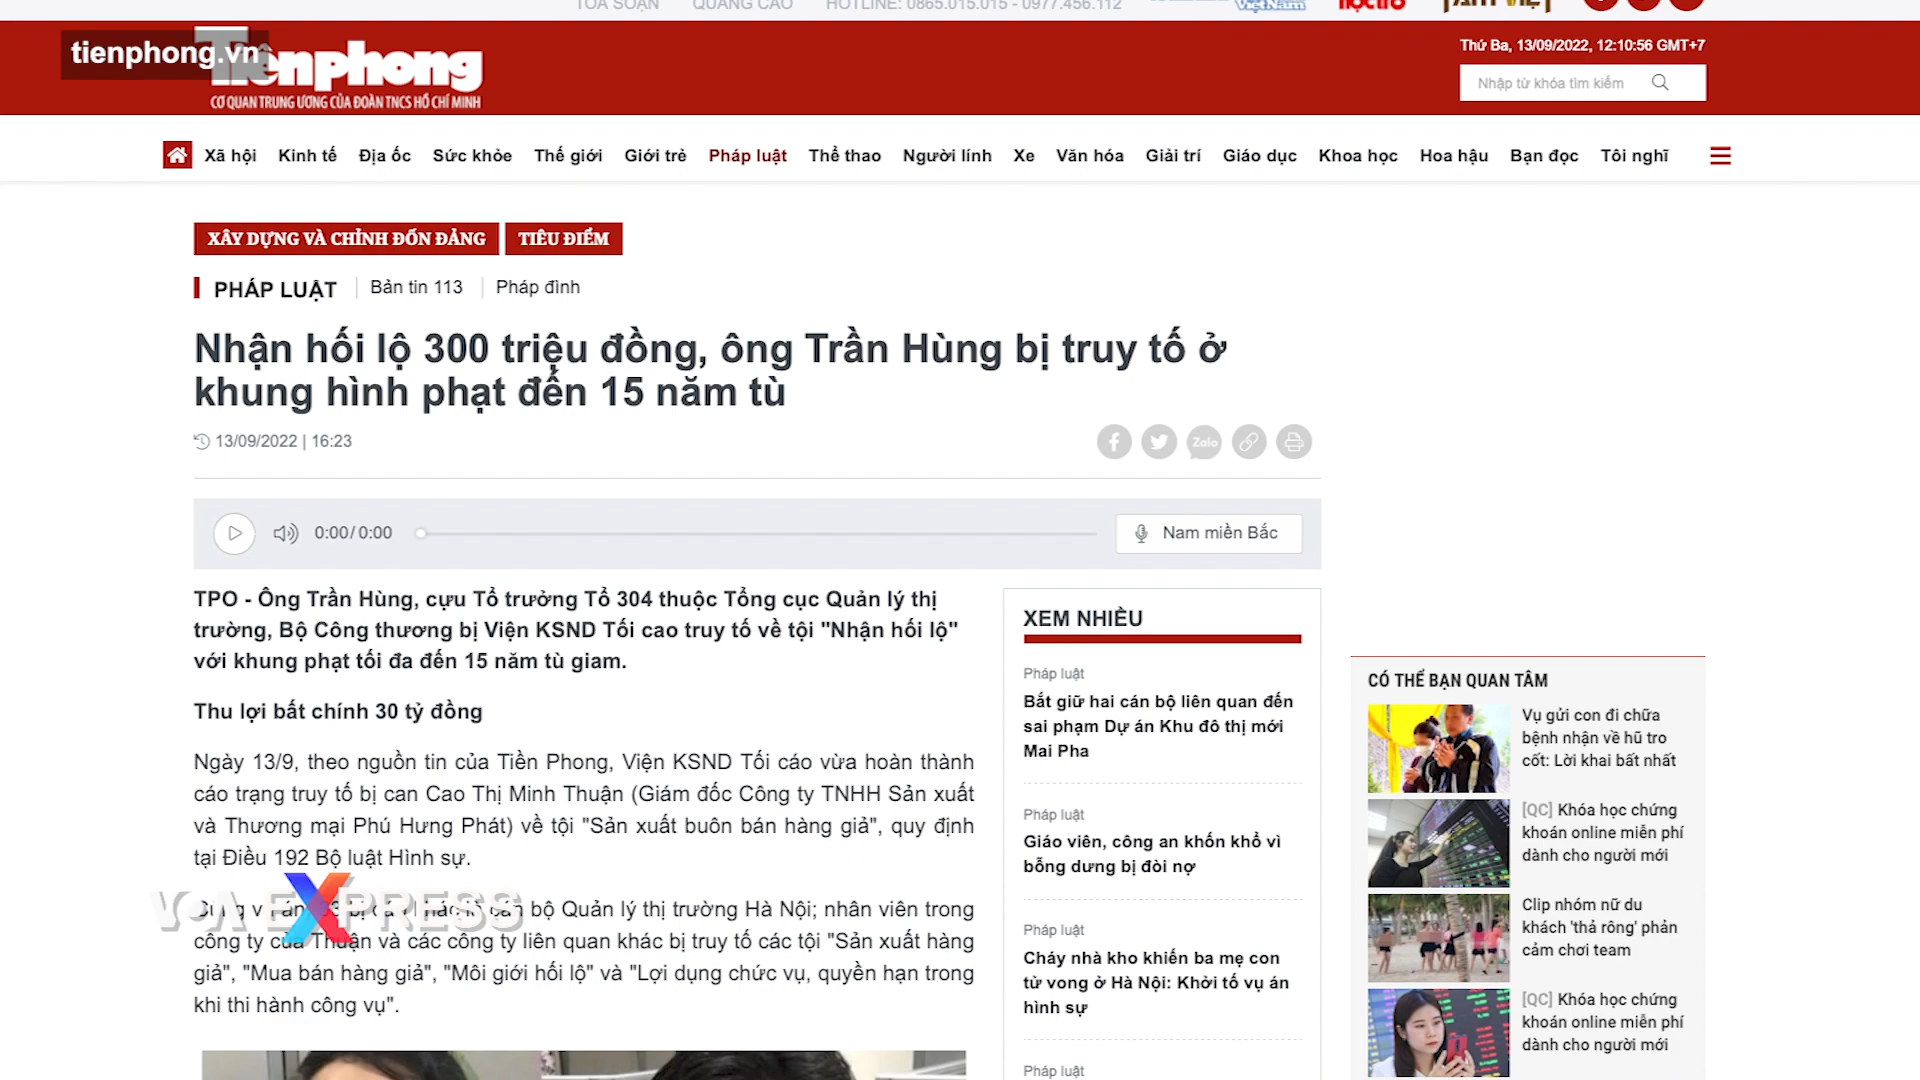 TÒA SOẠN QUẢNG CÁO HOTLINE: 0865.015.015 - 0977.456.112
tienphong.vn
Tiềnphong
CƠ QUAN TRUNG ƯƠNG CỦA ĐOÀN TNCS HỒ CHÍ MINH
Thứ Ba, 13/09/2022, 12:10:56 GMT+7
Nhập từ khóa tìm kiếm
Xã hội Kinh tế Địa ốc Sức khỏe Thế giới Giới trẻ Pháp luật Thể thao Người lính Xe Văn hóa Giải trí Giáo dục Khoa học Hoa hậu Bạn đọc Tôi nghĩ
XÂY DỰNG VÀ CHỈNH ĐỐN ĐẢNG TIÊU ĐIỂM
PHÁP LUẬT Bản tin 113 Pháp đình
Nhận hối lộ 300 triệu đồng, ông Trần Hùng bị truy tố ở
khung hình phạt đến 15 năm tù
13/09/2022 | 16:23
Zalo
0:00/0:00
Nam miền Bắc
TPO - Ông Trần Hùng, cựu Tổ trưởng Tổ 304 thuộc Tổng cục Quản lý thị
trường, Bộ Công thương bị Viện KSND Tối cao truy tố về tội "Nhận hối lộ"
với khung phạt tối đa đến 15 năm tù giam.
Thu lợi bất chính 30 tỷ đồng
Ngày 13/9, theo nguồn tin của Tiền Phong, Viện KSND Tối cáo vừa hoàn thành
cáo trạng truy tố bị can Cao Thị Minh Thuận (Giám đốc Công ty TNHH Sản xuất
và Thương mại Phú Hưng Phát) về tội "Sản xuất buôn bán hàng giả", quy định
tại Điều 192 Bộ luật Hình sự.
VOA EXPRESS
bộ Quản lý thị trường Hà Nội; nhân viên trong
công ty của Thuận và các công ty liên quan khác bị truy tố các tội "Sản xuất hàng
giả", "Mua bán hàng giả", "Môi giới hối lộ" và "Lợi dụng chức vụ, quyền hạn trong
khi thi hành công vụ".
XEM NHIỀU
Pháp luật
Bắt giữ hai cán bộ liên quan đến
sai phạm Dự án Khu đô thị mới
Mai Pha
Pháp luật
Giáo viên, công an khốn khổ vì
bỗng dưng bị đòi nợ
Pháp luật
Cháy nhà kho khiến ba mẹ con
tử vong ở Hà Nội: Khởi tố vụ án
hình sự
Pháp luật
CÓ THỂ BẠN QUAN TÂM
Vụ gửi con đi chữa
bệnh nhận về hũ tro
cốt: Lời khai bất nhất
[QC] Khóa học chứng
khoán online miễn phí
dành cho người mới
Clip nhóm nữ du
khách 'thả rông' phản
cảm chơi team
[QC] Khóa học chứng
khoán online miễn phí
dành cho người mới